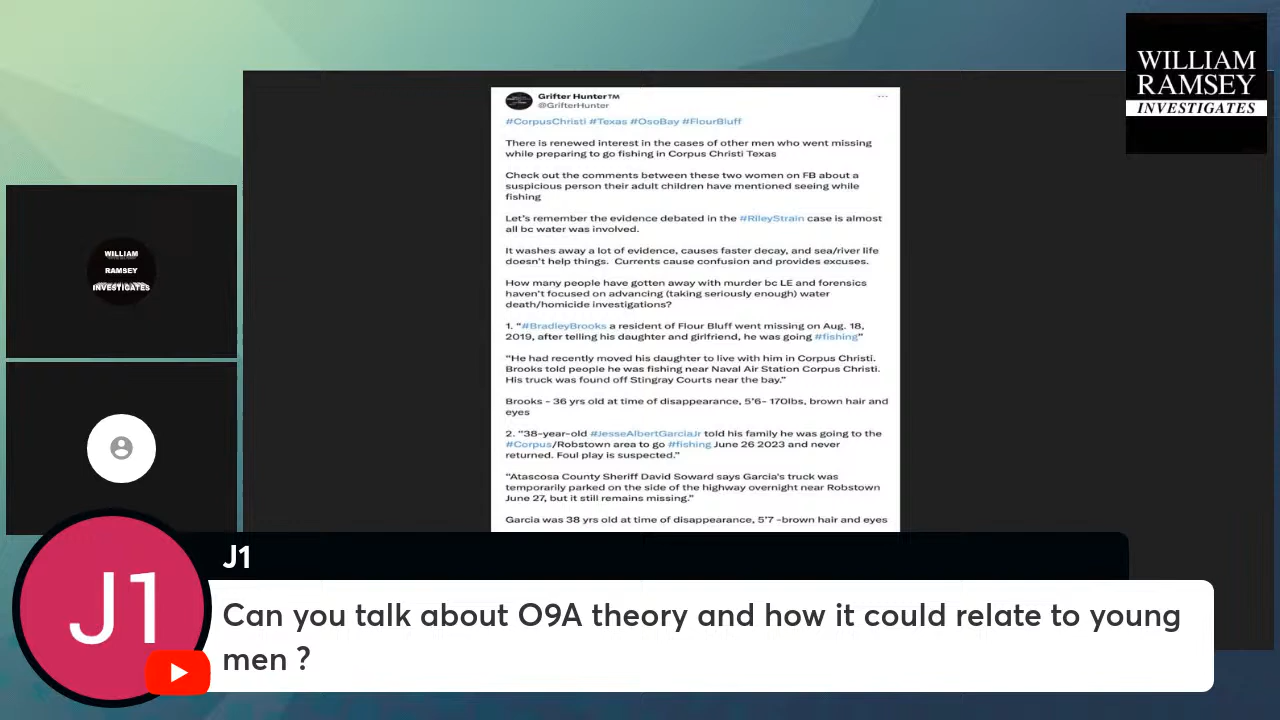 WILLIAM
RAMSEY
INVESTIGATES
Grifter Hunter™
@GrifterHunter
#CorpusChristi #Texas #OsoBay #FlourBluff
There is renewed interest in the cases of other men who went missing
while preparing to go fishing in Corpus Christi Texas
Check out the comments between these two women on FB about a
suspicious person their adult children have mentioned seeing while
fishing
Let's remember the evidence debated in the #RileyStrain case is almost
all bc water was involved.
It washes away a lot of evidence, causes faster decay, and sea/river life
doesn't help things.  Currents cause confusion and provides excuses.
How many people have gotten away with murder bc LE and forensics
haven't focused on advancing (taking seriously enough) water
death/homicide investigations?
1. "#BradleyBrooks a resident of Flour Bluff went missing on Aug. 18,
2019, after telling his daughter and girlfriend, he was going #fishing"
"He had recently moved his daughter to live with him in Corpus Christi.
Brooks told people he was fishing near Naval Air Station Corpus Christi.
His truck was found off Stingray Courts near the bay."
Brooks - 36 yrs old at time of disappearance, 5'6- 170lbs, brown hair and
eyes
2. "38-year-old #JesseAlbertGarciaJr told his family he was going to the
#Corpus/Robstown area to go #fishing June 26 2023 and never
returned. Foul play is suspected."
"Atascosa County Sheriff David Soward says Garcia's truck was
temporarily parked on the side of the highway overnight near Robstown
June 27, but it still remains missing."
Garcia was 38 yrs old at time of disappearance, 5'7 -brown hair and eyes
WILLIAM
RAMSEY
INVESTIGATES
J1
J1
Can you talk about O9A theory and how it could relate to young
men ?